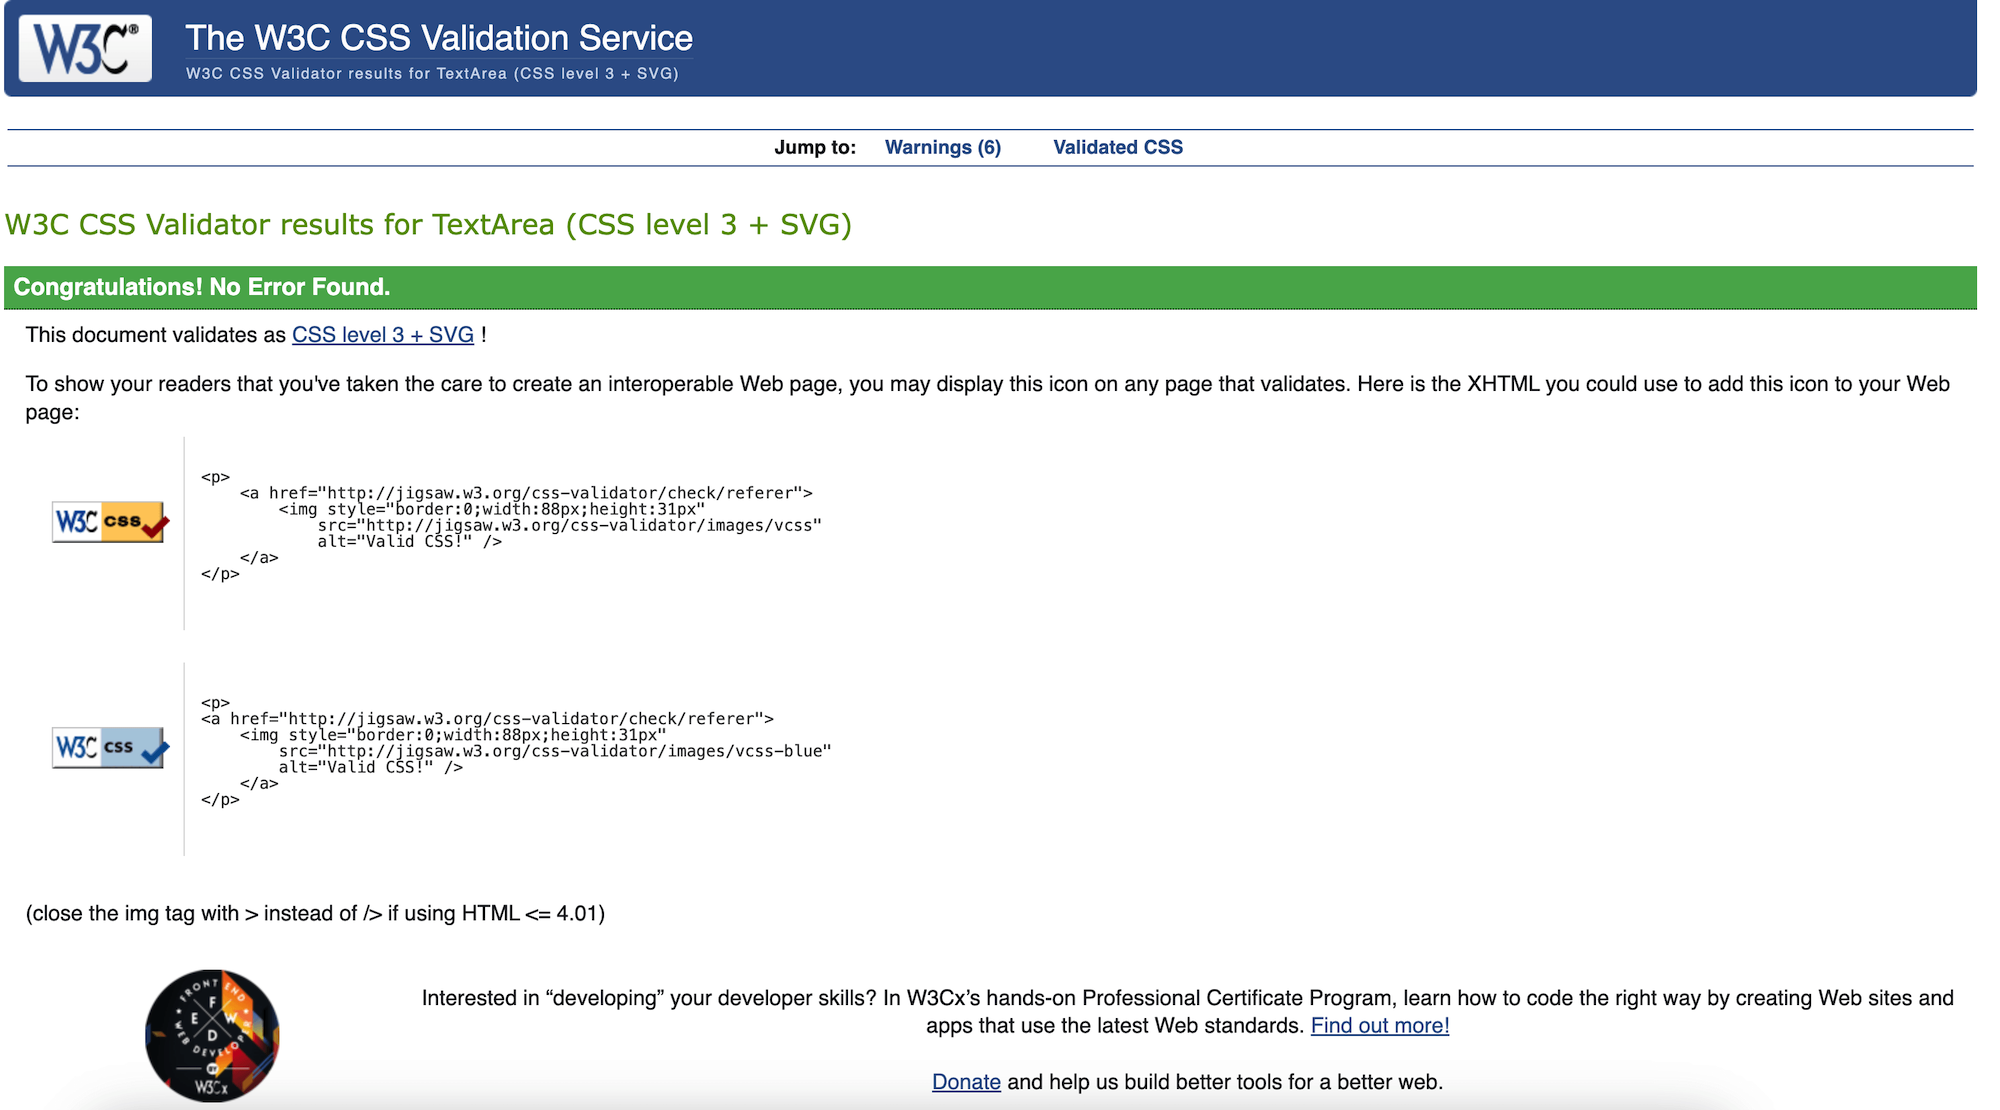 W3C®
The W3C CSS Validation Service
W3C CSS Validator results for TextArea (CSS level 3 + SVG)
Jump to: Warnings (6) Validated CSS
W3C CSS Validator results for TextArea (CSS level 3 + SVG)
Congratulations! No Error Found.
This document validates as CSS level 3 + SVG !
To show your readers that you've taken the care to create an interoperable Web page, you may display this icon on any page that validates. Here is the XHTML you could use to add this icon to your Web
page:
W3C css
<p>
    <a href="http://jigsaw.w3.org/css-validator/check/referer">
        <img style="border:0;width:88px;height:31px"
            src="http://jigsaw.w3.org/css-validator/images/vcss"
            alt="Valid CSS!" />
    </a>
</p>
W3C css
<p>
<a href="http://jigsaw.w3.org/css-validator/check/referer">
    <img style="border:0;width:88px;height:31px"
        src="http://jigsaw.w3.org/css-validator/images/vcss-blue"
        alt="Valid CSS!" />
    </a>
</p>
(close the img tag with > instead of /> if using HTML <= 4.01)
FRONT END
F E W D
WEB DEVELOPER
BY
W3Cx
Interested in “developing” your developer skills? In W3Cx’s hands-on Professional Certificate Program, learn how to code the right way by creating Web sites and
apps that use the latest Web standards. Find out more!
Donate and help us build better tools for a better web.